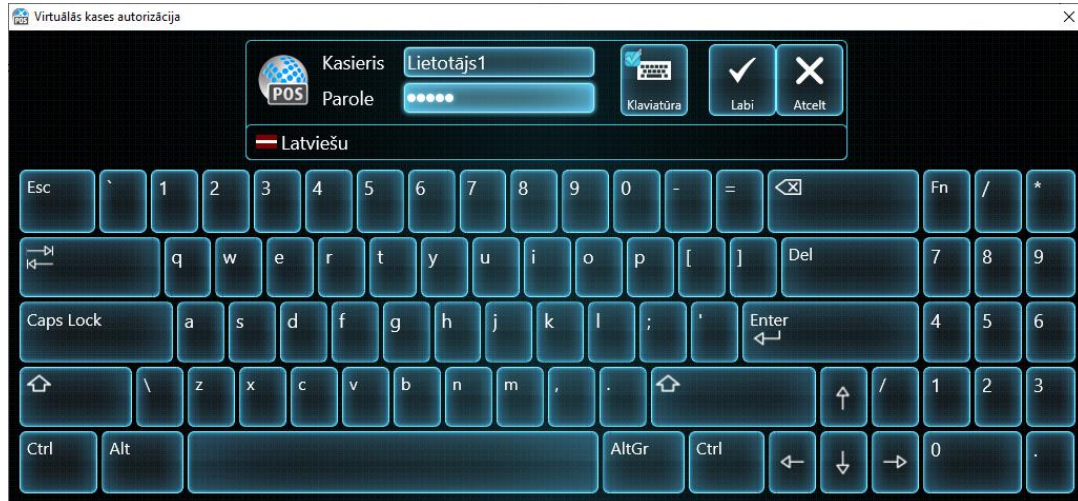 Virtuālās kases autorizācija
Kasieris Lietotājs1
POS
Parole •••••
Klaviatūra Labi Atcelt
Latviešu
Esc ` 1 2 3 4 5 6 7 8 9 0 - = Fn / *
q w e r t y u i o p [ ] Del 7 8 9
Caps Lock a s d f g h j k l ; ' Enter 4 5 6
\ z x c v b n m , . / 1 2 3
Ctrl Alt AltGr Ctrl 0 .